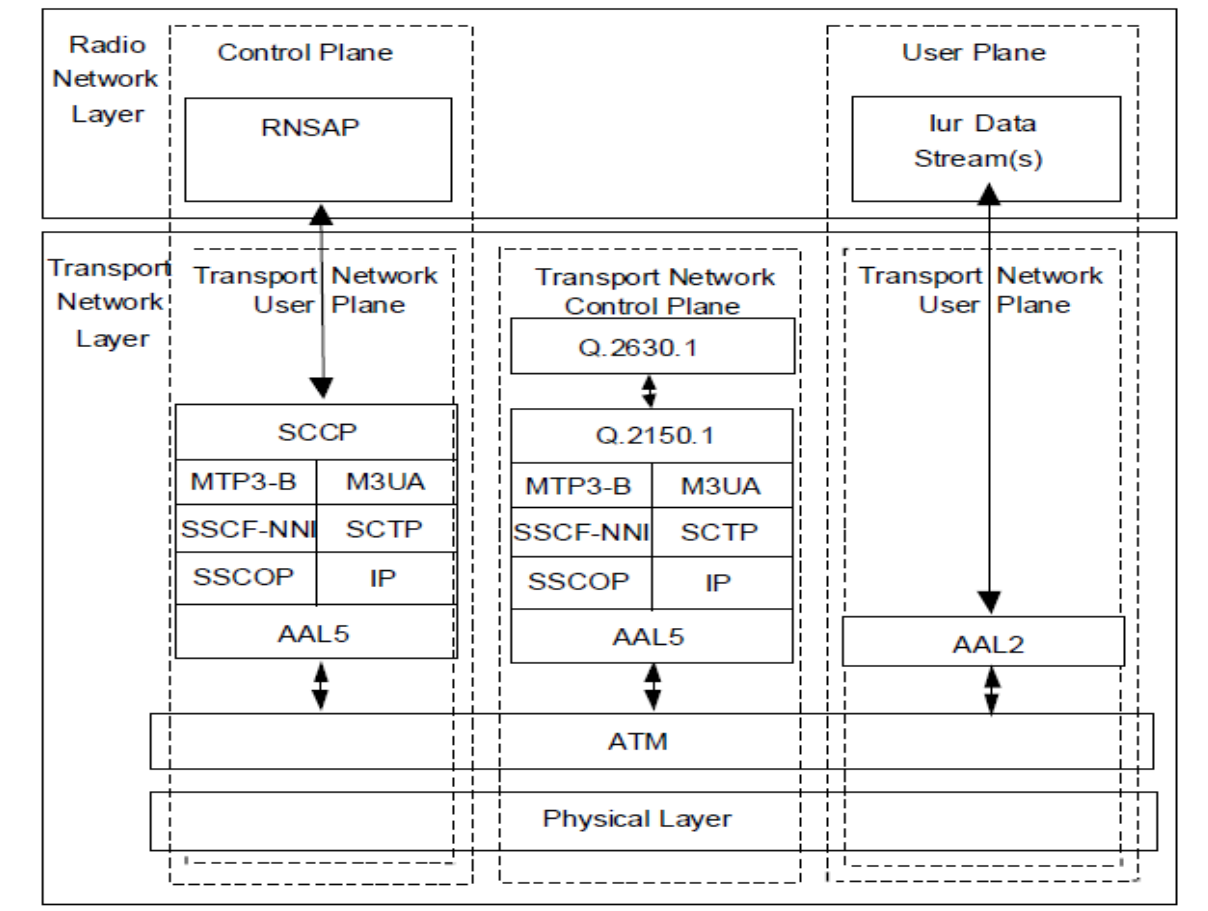 Radio
Network
Layer
Control Plane
RNSAP
User Plane
Iur Data
Stream(s)
Transport
Network
Layer
Transport Network
User Plane
SCCP
MTP3-B M3UA
SSCF-NNI SCTP
SSCOP IP
AAL5
Transport Network
Control Plane
Q.2630.1
Q.2150.1
MTP3-B M3UA
SSCF-NNI SCTP
SSCOP IP
AAL5
Transport Network
User Plane
AAL2
ATM
Physical Layer